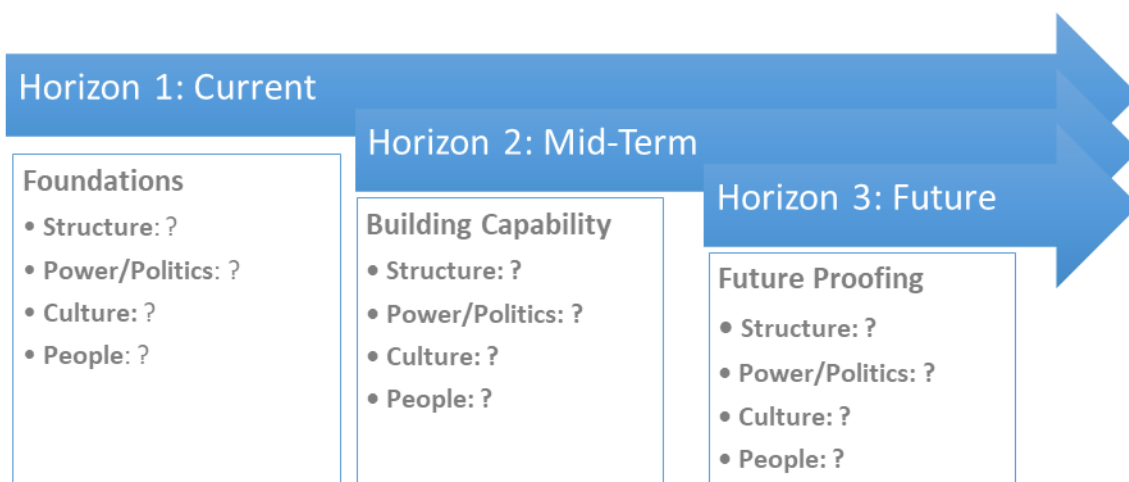 Horizon 1: Current
Foundations
• Structure: ?
• Power/Politics: ?
• Culture: ?
• People: ?
Horizon 2: Mid-Term
Building Capability
• Structure: ?
• Power/Politics: ?
• Culture: ?
• People: ?
Horizon 3: Future
Future Proofing
• Structure: ?
• Power/Politics: ?
• Culture: ?
• People: ?